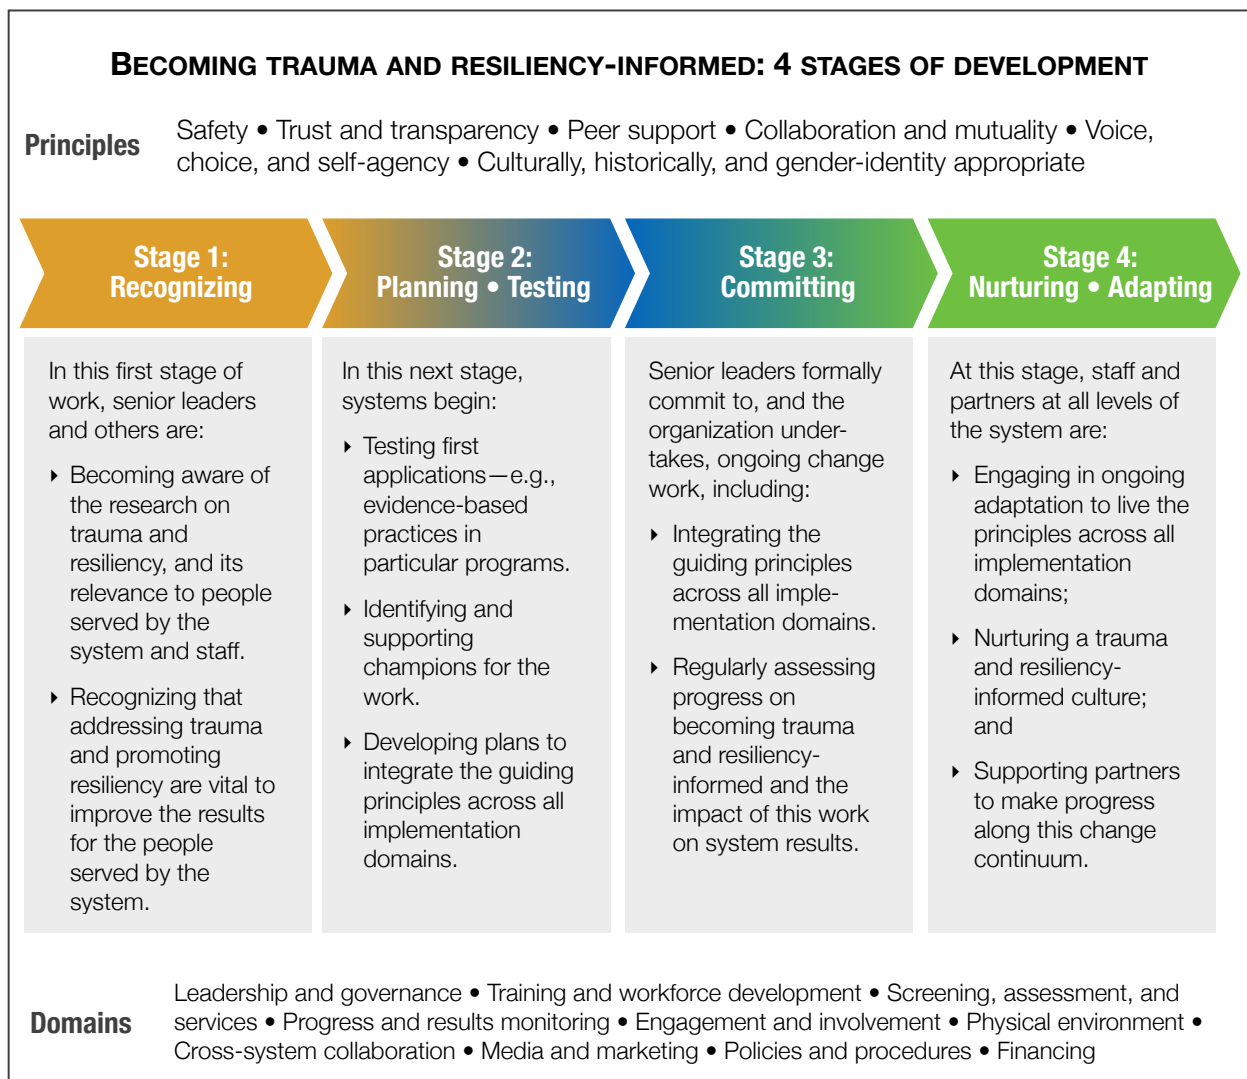 BECOMING TRAUMA AND RESILIENCY-INFORMED: 4 STAGES OF DEVELOPMENT
Principles
Safety • Trust and transparency • Peer support • Collaboration and mutuality • Voice,
choice, and self-agency • Culturally, historically, and gender-identity appropriate
Stage 1:
Recognizing
In this first stage of
work, senior leaders
and others are:
‣ Becoming aware of
the research on
trauma and
resiliency, and its
relevance to people
served by the
system and staff.
‣ Recognizing that
addressing trauma
and promoting
resiliency are vital to
improve the results
for the people
served by the
system.
Stage 2:
Planning • Testing
In this next stage,
systems begin:
‣ Testing first
applications—e.g.,
evidence-based
practices in
particular programs.
‣ Identifying and
supporting
champions for the
work.
‣ Developing plans to
integrate the guiding
principles across all
implementation
domains.
Stage 3:
Committing
Senior leaders formally
commit to, and the
organization under-
takes, ongoing change
work, including:
‣ Integrating the
guiding principles
across all imple-
mentation domains.
‣ Regularly assessing
progress on
becoming trauma
and resiliency-
informed and the
impact of this work
on system results.
Stage 4:
Nurturing • Adapting
At this stage, staff and
partners at all levels of
the system are:
‣ Engaging in ongoing
adaptation to live the
principles across all
implementation
domains;
‣ Nurturing a trauma
and resiliency-
informed culture;
and
‣ Supporting partners
to make progress
along this change
continuum.
Domains
Leadership and governance • Training and workforce development • Screening, assessment, and
services • Progress and results monitoring • Engagement and involvement • Physical environment •
Cross-system collaboration • Media and marketing • Policies and procedures • Financing